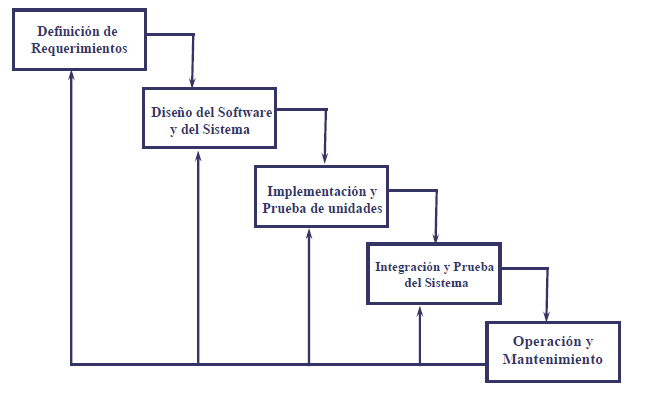 Definición de
Requerimientos
Diseño del Software
y del Sistema
Implementación y
Prueba de unidades
Integración y Prueba
del Sistema
Operación y
Mantenimiento